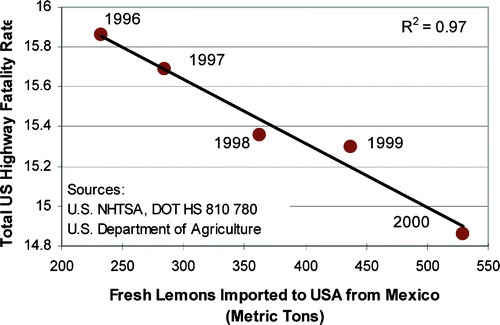 16
15.8
15.6
15.4
15.2
15
14.8
Total US Highway Fatality Rate
1996
1997
1998
1999
2000
R2 = 0.97
Sources:
U.S. NHTSA, DOT HS 810 780
U.S. Department of Agriculture
200 250 300 350 400 450 500 550
Fresh Lemons Imported to USA from Mexico
(Metric Tons)